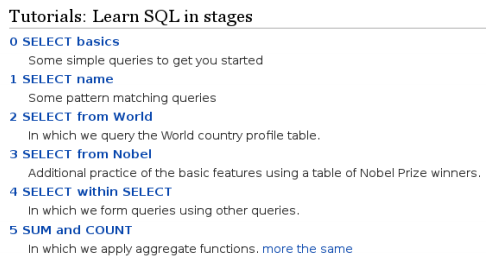 Tutorials: Learn SQL in stages
0 SELECT basics
Some simple queries to get you started
1 SELECT name
Some pattern matching queries
2 SELECT from World
In which we query the World country profile table.
3 SELECT from Nobel
Additional practice of the basic features using a table of Nobel Prize winners.
4 SELECT within SELECT
In which we form queries using other queries.
5 SUM and COUNT
In which we apply aggregate functions. more the same